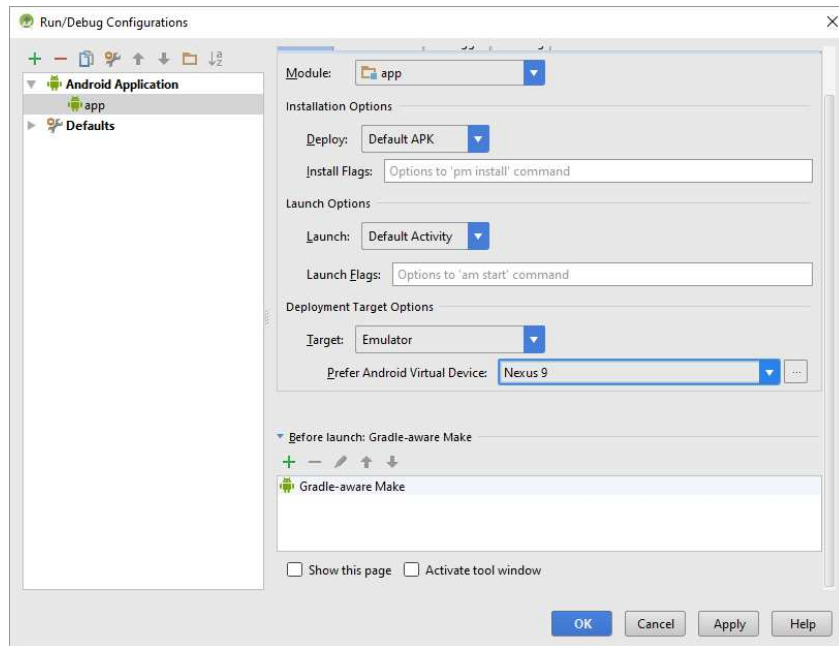 Run/Debug Configurations
Android Application
app
Defaults
Module: app
Installation Options
Deploy: Default APK
Install Flags: Options to 'pm install' command
Launch Options
Launch: Default Activity
Launch Flags: Options to 'am start' command
Deployment Target Options
Target: Emulator
Prefer Android Virtual Device: Nexus 9 ...
Before launch: Gradle-aware Make
Gradle-aware Make
Show this page Activate tool window
OK Cancel Apply Help